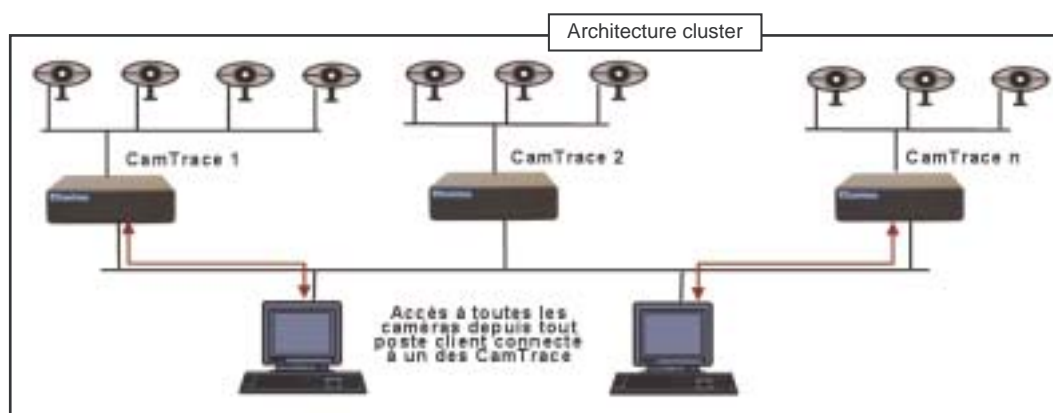 Architecture cluster
CamTrace 1
CamTrace 2
CamTrace n
Accès à toutes les
caméras depuis tout
poste client connecté
à un des CamTrace